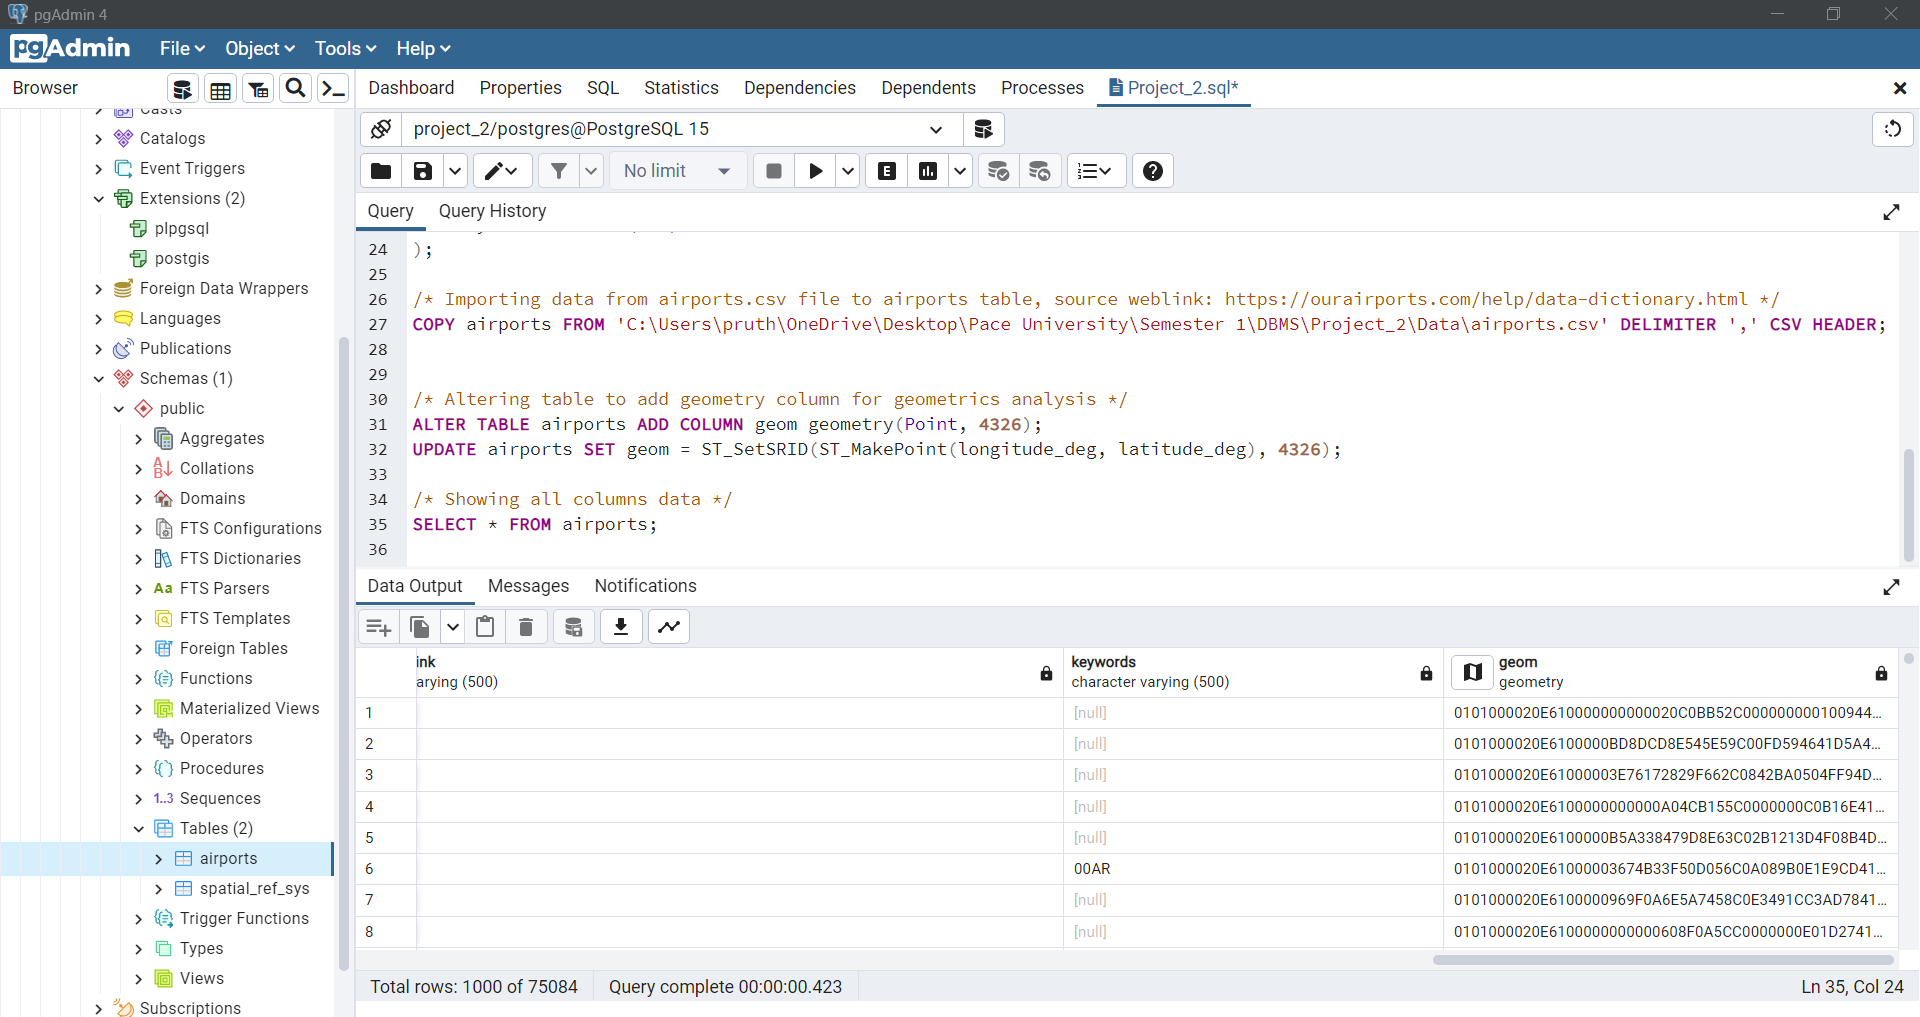 pgAdmin 4
pgAdmin File Object Tools Help
Browser
Dashboard Properties SQL Statistics Dependencies Dependents Processes Project_2.sql*
Casts
Catalogs
Event Triggers
Extensions (2)
plpgsql
postgis
Foreign Data Wrappers
Languages
Publications
Schemas (1)
public
Aggregates
Collations
Domains
FTS Configurations
FTS Dictionaries
Aa FTS Parsers
FTS Templates
Foreign Tables
Functions
Materialized Views
Operators
Procedures
1..3 Sequences
Tables (2)
airports
spatial_ref_sys
Trigger Functions
Types
Views
Subscriptions
project_2/postgres@PostgreSQL 15
No limit E
Query Query History
24 );
25
26 /* Importing data from airports.csv file to airports table, source weblink: https://ourairports.com/help/data-dictionary.html */
27 COPY airports FROM 'C:\Users\pruth\OneDrive\Desktop\Pace University\Semester 1\DBMS\Project_2\Data\airports.csv' DELIMITER ',' CSV HEADER;
28
29
30 /* Altering table to add geometry column for geometrics analysis */
31 ALTER TABLE airports ADD COLUMN geom geometry(Point, 4326);
32 UPDATE airports SET geom = ST_SetSRID(ST_MakePoint(longitude_deg, latitude_deg), 4326);
33
34 /* Showing all columns data */
35 SELECT * FROM airports;
36
Data Output Messages Notifications
ink keywords geom
arying (500) character varying (500) geometry
1 [null] 0101000020E610000000000020C0BB52C000000000100944...
2 [null] 0101000020E6100000BD8DCD8E545E59C00FD594641D5A4...
3 [null] 0101000020E61000003E76172829F662C0842BA0504FF94D...
4 [null] 0101000020E6100000000000A04CB155C0000000C0B16E41...
5 [null] 0101000020E6100000B5A338479D8E63C02B1213D4F08B4D...
6 00AR 0101000020E61000003674B33F50D056C0A089B0E1E9CD41...
7 [null] 0101000020E6100000969F0A6E5A7458C0E3491CC3AD7841...
8 [null] 0101000020E6100000000000608F0A5CC0000000E01D2741...
Total rows: 1000 of 75084 Query complete 00:00:00.423 Ln 35, Col 24